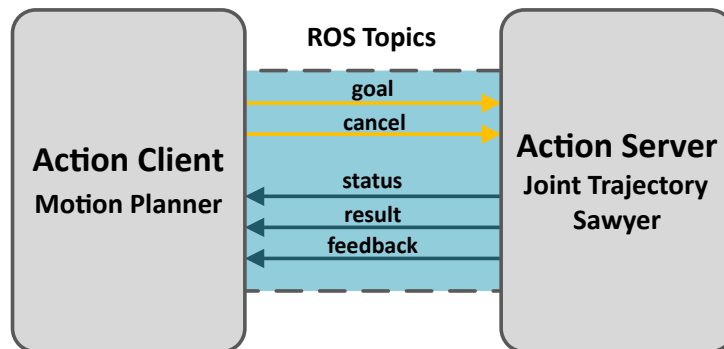 ROS Topics
goal
cancel
Action Client
Motion Planner
status
result
feedback
Action Server
Joint Trajectory
Sawyer